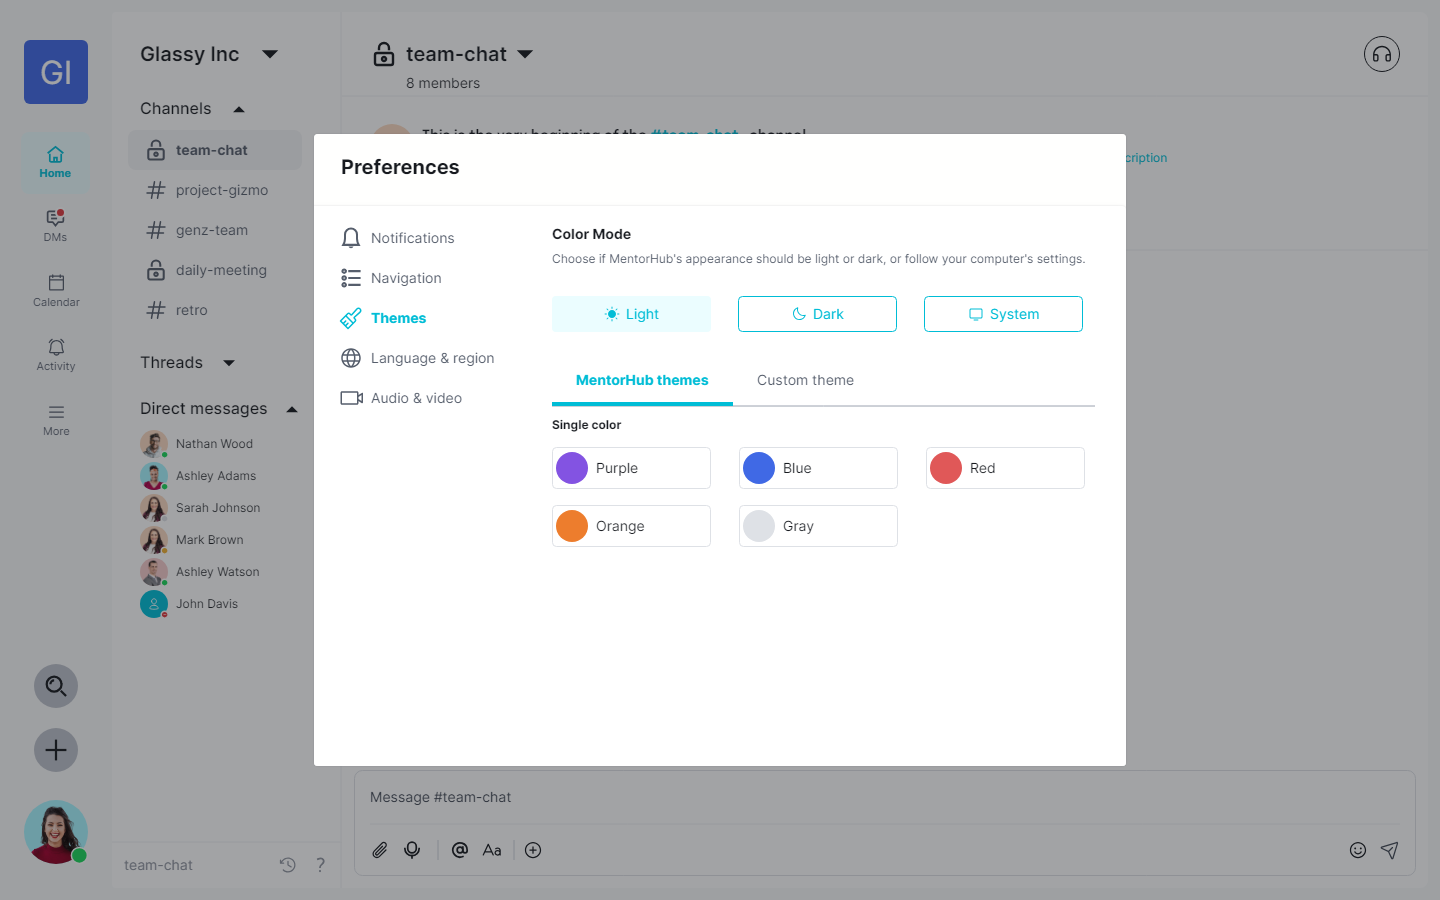 GI
Home
DMs
Calendar
Activity
More
Glassy Inc
Channels
team-chat
project-gizmo
genz-team
daily-meeting
retro
Threads
Direct messages
Nathan Wood
Ashley Adams
Sarah Johnson
Mark Brown
Ashley Watson
John Davis
team-chat
?
team-chat
8 members
This is the very beginning of the #team-chat channel
cription
Preferences
Notifications
Navigation
Themes
Language & region
Audio & video
Color Mode
Choose if MentorHub's appearance should be light or dark, or follow your computer's settings.
Light
Dark
System
MentorHub themes
Custom theme
Single color
Purple
Blue
Red
Orange
Gray
Message #team-chat
@
Aa